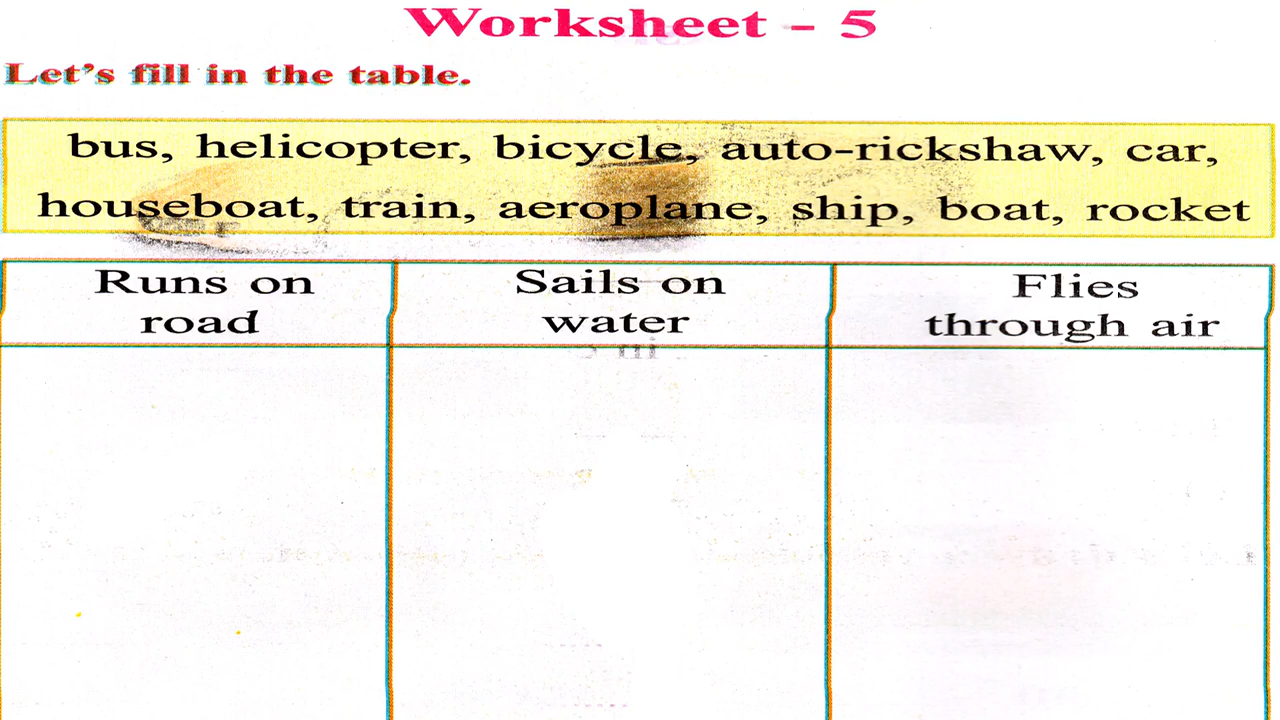 Worksheet – 5
Let's fill in the table.
bus, helicopter, bicycle, auto-rickshaw, car,
houseboat, train, aeroplane, ship, boat, rocket
Runs on
road
Sails on
water
Flies
through air